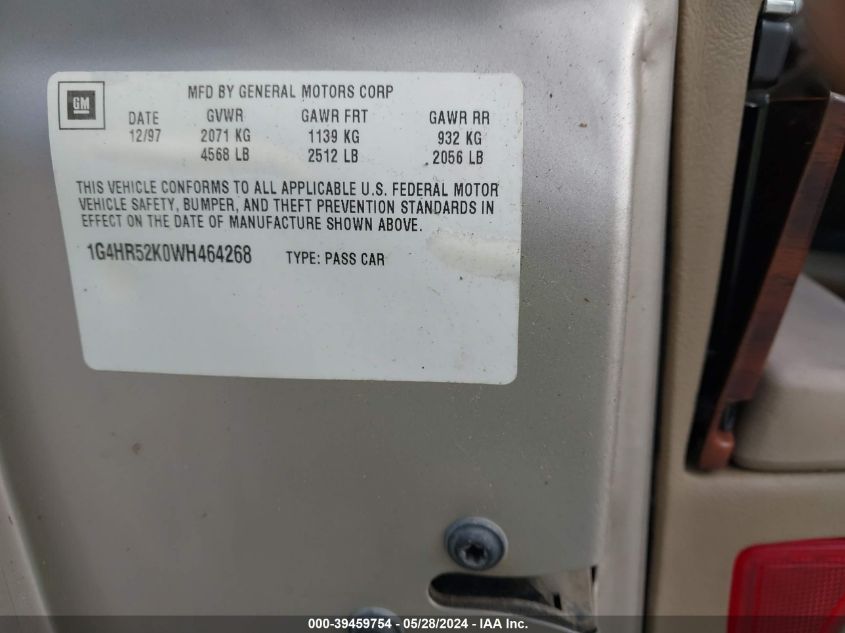 GM
MFD BY GENERAL MOTORS CORP
DATE GVWR GAWR FRT GAWR RR
12/97 2071 KG 1139 KG 932 KG
4568 LB 2512 LB 2056 LB
THIS VEHICLE CONFORMS TO ALL APPLICABLE U.S. FEDERAL MOTOR
VEHICLE SAFETY, BUMPER, AND THEFT PREVENTION STANDARDS IN
EFFECT ON THE DATE OF MANUFACTURE SHOWN ABOVE.
1G4HR52K0WH464268 TYPE: PASS CAR
000-39459754 - 05/28/2024 - IAA Inc.